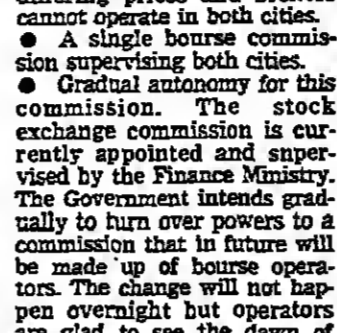 cannot operate in both cities.
● A single bourse commis-
sion supervising both cities.
● Gradual autonomy for this
commission. The stock
exchange commission is cur-
rently appointed and super-
vised by the Finance Ministry.
The Government intends grad-
ually to turn over powers to a
commission that in future will
be made up of bourse opera-
tors. The change will not hap-
pen overnight but operators
are glad to see the dawn of